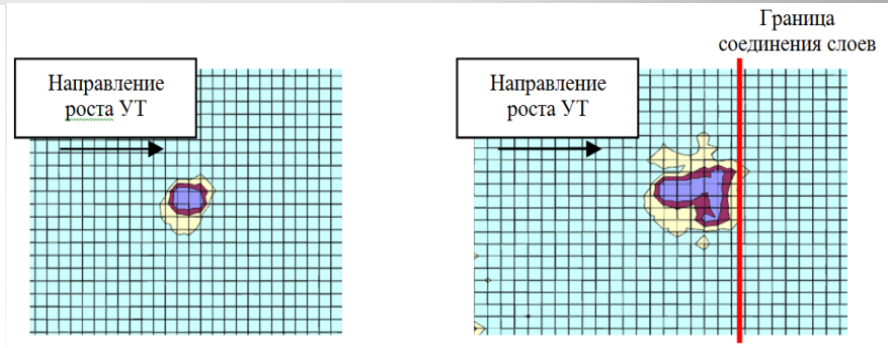 Направление
роста УТ
Граница
соединения слоев
Направление
роста УТ